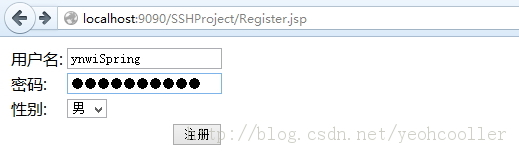 localhost:9090/SSHProject/Register.jsp
用户名: ynwiSpring
密码: ●●●●●●●●●●
性别: 男
注册
tp://blog.csdn.net/yeohcooller